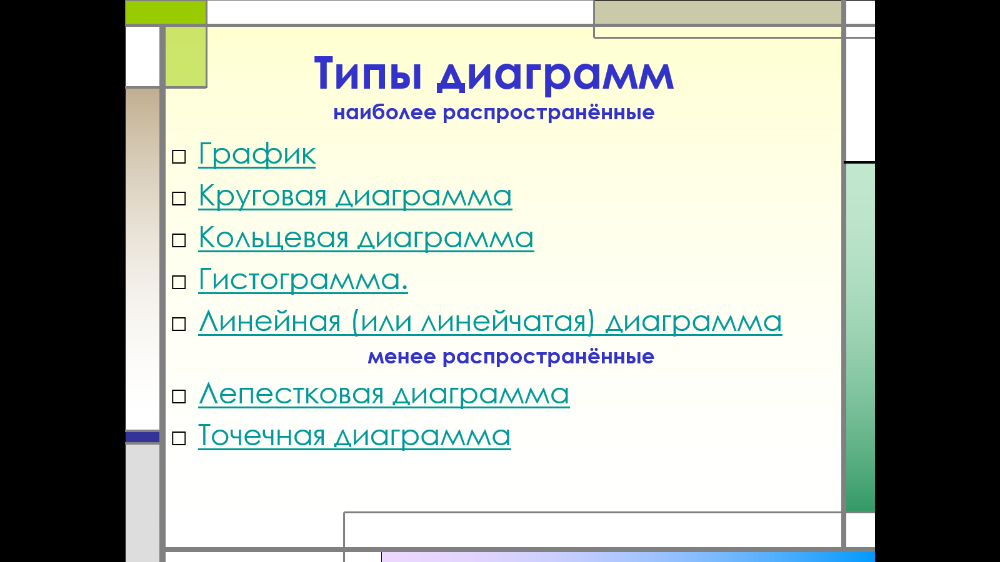 Типы диаграмм
наиболее распространённые
График
Круговая диаграмма
Кольцевая диаграмма
Гистограмма.
Линейная (или линейчатая) диаграмма
менее распространённые
Лепестковая диаграмма
Точечная диаграмма